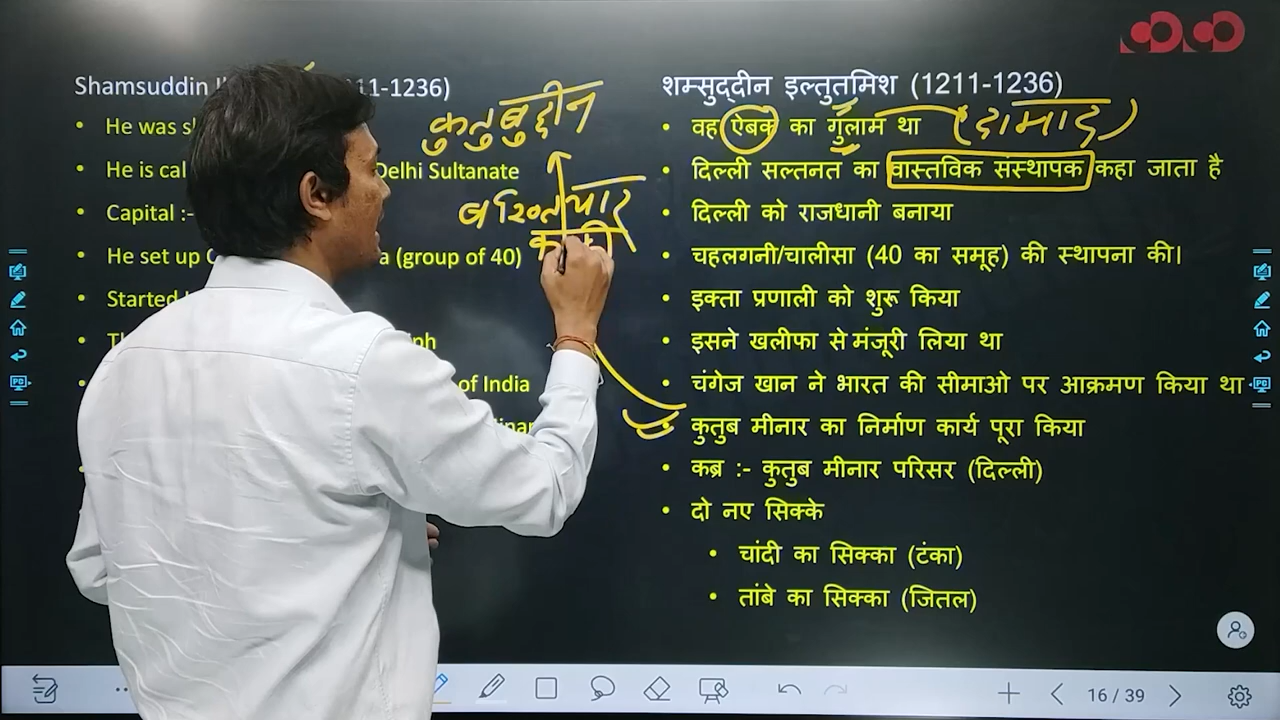 Shamsuddin 11-1236)
He was sl
He is cal Delhi Sultanate
Capital :-
He set up a (group of 40)
Started
iph
of India
कुतुबुद्दीन
बख्तियार
शम्सुद्दीन इल्तुतमिश (1211-1236)
वह ऐबक का गुलाम था (दामाद)
दिल्ली सल्तनत का वास्तविक संस्थापक कहा जाता है
दिल्ली को राजधानी बनाया
चहलगनी/चालीसा (40 का समूह) की स्थापना की।
इक्ता प्रणाली को शुरू किया
इसने खलीफा से मंजूरी लिया था
चंगेज खान ने भारत की सीमाओ पर आक्रमण किया था
कुतुब मीनार का निर्माण कार्य पूरा किया
कब्र :- कुतुब मीनार परिसर (दिल्ली)
दो नए सिक्के
चांदी का सिक्का (टंका)
तांबे का सिक्का (जितल)
16 / 39